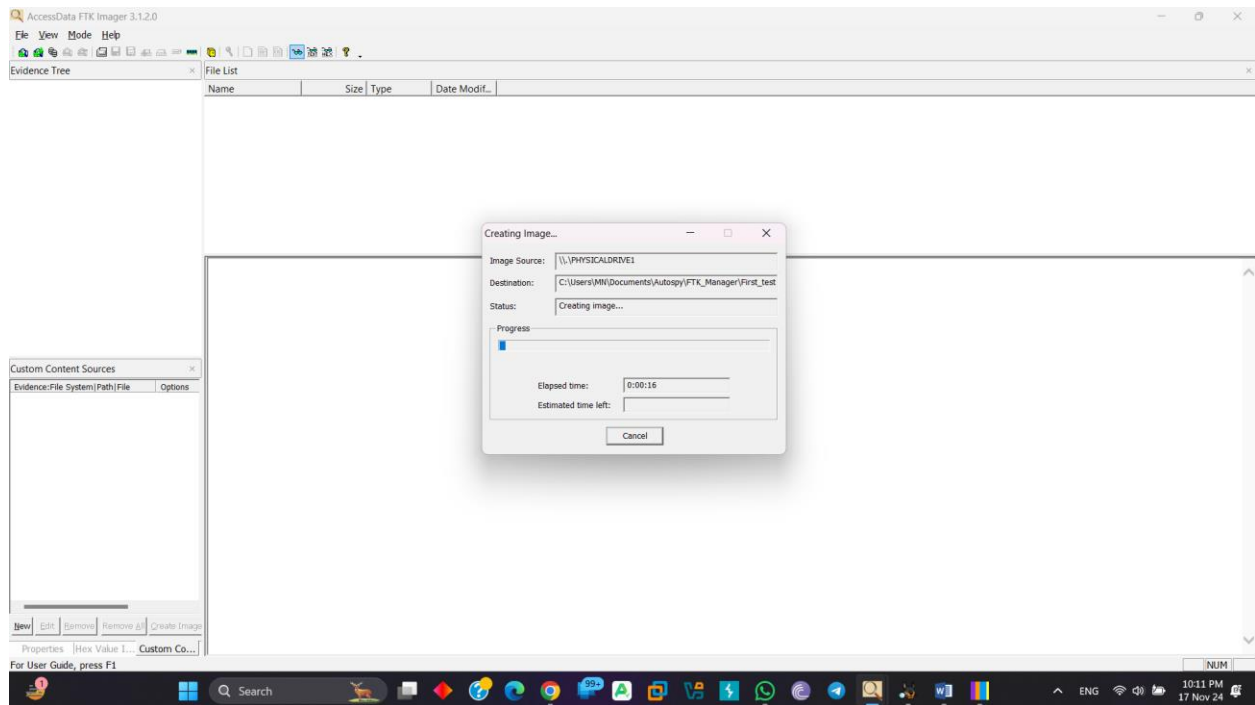 AccessData FTK Imager 3.1.2.0
File View Mode Help
Evidence Tree
File List
Name Size Type Date Modif...
Creating Image...
Image Source: \\.\PHYSICALDRIVE1
Destination: C:\Users\MN\Documents\Autospy\FTK_Manager\First_test
Status: Creating image...
Progress
Elapsed time: 0:00:16
Estimated time left:
Cancel
Custom Content Sources
Evidence:File System|Path|File Options
New Edit Remove Remove All Create Image
Properties Hex Value I... Custom Co...
For User Guide, press F1
NUM
1
Search
99+
ENG
10:11 PM
17 Nov 24